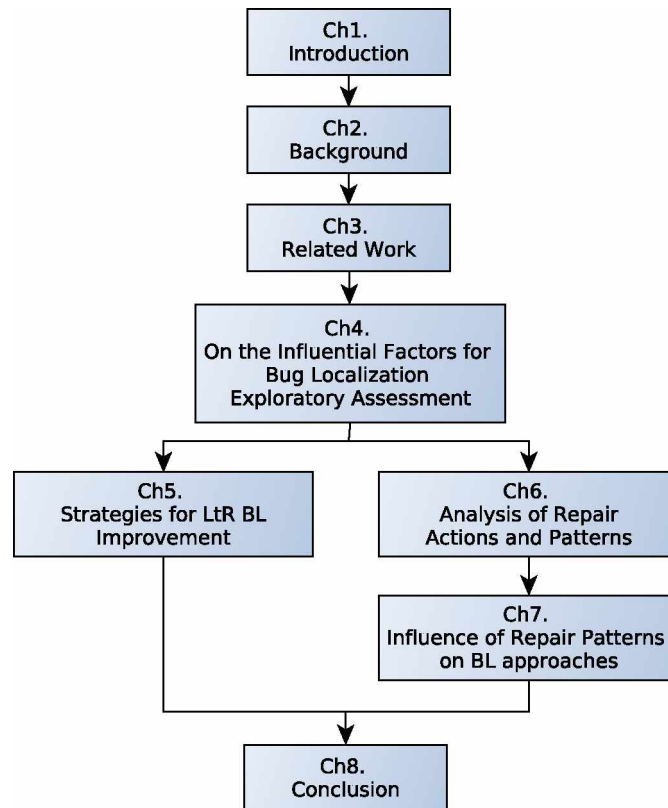 Ch1.
Introduction
Ch2.
Background
Ch3.
Related Work
Ch4.
On the Influential Factors for
Bug Localization
Exploratory Assessment
Ch5.
Strategies for LtR BL
Improvement
Ch6.
Analysis of Repair
Actions and Patterns
Ch7.
Influence of Repair Patterns
on BL approaches
Ch8.
Conclusion